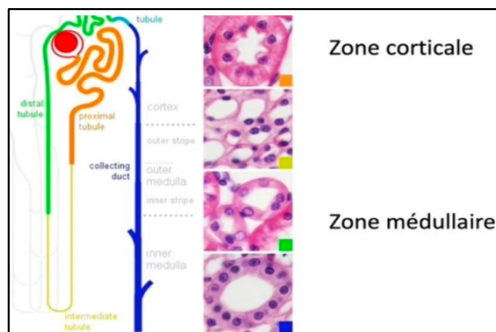 tubule
Zone corticale
distal
tubule
proximal
tubule
cortex
outer stripe
collecting
duct
outer
medulla
inner stripe
Zone médullaire
inner
medulla
intermediate
tubule